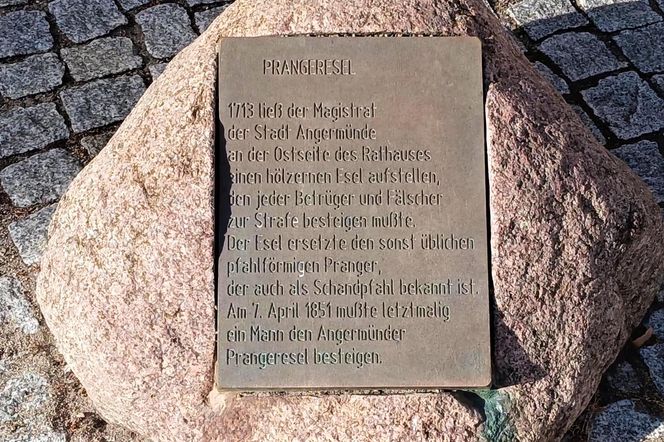 PRANGERESEL
1713 ließ der Magistrat
der Stadt Angermünde
an der Ostseite des Rathauses
einen hölzernen Esel aufstellen,
den jeder Betrüger und Fälscher
zur Strafe besteigen mußte.
Der Esel ersetzte den sonst üblichen
pfahlförmigen Pranger,
der auch als Schandpfahl bekannt ist.
Am 7. April 1851 mußte letztmalig
ein Mann den Angermünder
Prangeresel besteigen.